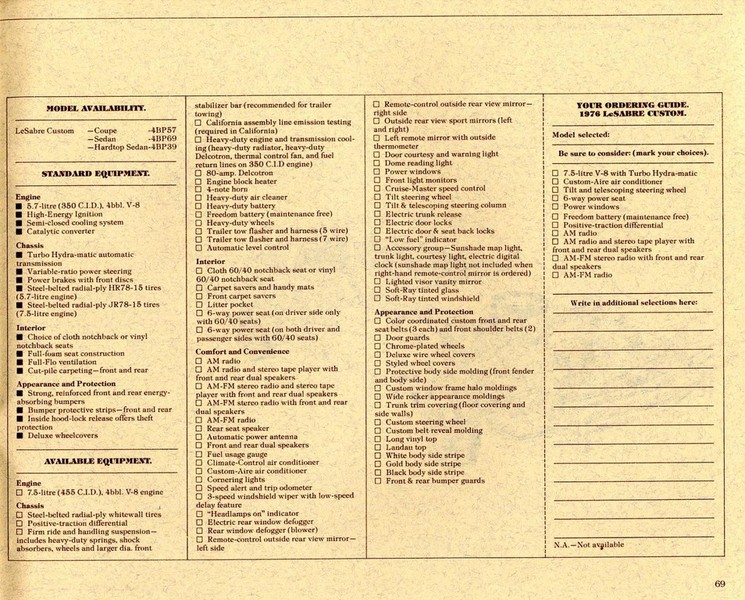 MODEL AVAILABILITY.
LeSabre Custom —Coupe -4BP57
—Sedan -4BP69
—Hardtop Sedan-4BP39
STANDARD EQUIPMENT.
Engine
■ 5.7-litre (350 C.I.D.), 4bbl. V-8
■ High-Energy Ignition
■ Semi-closed cooling system
■ Catalytic converter
Chassis
■ Turbo Hydra-matic automatic
transmission
■ Variable-ratio power steering
■ Power brakes with front discs
■ Steel-belted radial-ply HR78-15 tires
(5.7-litre engine)
■ Steel-belted radial-ply JR78-15 tires
(7.5-litre engine)
Interior
■ Choice of cloth notchback or vinyl
notchback seats
■ Full-foam seat construction
■ Full-Flo ventilation
■ Cut-pile carpeting—front and rear
Appearance and Protection
■ Strong, reinforced front and rear energy-
absorbing bumpers
■ Bumper protective strips—front and rear
■ Inside hood-lock release offers theft
protection
■ Deluxe wheelcovers
AVAILABLE EQUIPMENT.
Engine
□ 7.5-litre (455 C.I.D.), 4bbl. V-8 engine
Chassis
□ Steel-belted radial-ply whitewall tires
□ Positive-traction differential
□ Firm ride and handling suspension—
includes heavy-duty springs, shock
absorbers, wheels and larger dia. front
stabilizer bar (recommended for trailer
towing)
□ California assembly line emission testing
(required in California)
□ Heavy-duty engine and transmission cool-
ing (heavy-duty radiator, heavy-duty
Delcotron, thermal control fan, and fuel
return lines on 350 C.I.D engine)
□ 80-amp. Delcotron
□ Engine block heater
□ 4-note horn
□ Heavy-duty air cleaner
□ Heavy-duty battery
□ Freedom battery (maintenance free)
□ Heavy-duty wheels
□ Trailer tow flasher and harness (5 wire)
□ Trailer tow flasher and harness (7 wire)
□ Automatic level control
Interior
□ Cloth 60/40 notchback seat or vinyl
60/40 notchback seat
□ Carpet savers and handy mats
□ Front carpet savers
□ Litter pocket
□ 6-way power seat (on driver side only
with 60/40 seats)
□ 6-way power seat (on both driver and
passenger sides with 60/40 seats)
Comfort and Convenience
□ AM radio
□ AM radio and stereo tape player with
front and rear dual speakers
□ AM-FM stereo radio and stereo tape
player with front and rear dual speakers
□ AM-FM stereo radio with front and rear
dual speakers
□ AM-FM radio
□ Rear seat speaker
□ Automatic power antenna
□ Front and rear dual speakers
□ Fuel usage gauge
□ Climate-Control air conditioner
□ Custom-Aire air conditioner
□ Cornering lights
□ Speed alert and trip odometer
□ 3-speed windshield wiper with low-speed
delay feature
□ "Headlamps on" indicator
□ Electric rear window defogger
□ Rear window defogger (blower)
□ Remote-control outside rear view mirror—
left side
□ Remote-control outside rear view mirror—
right side
□ Outside rear view sport mirrors (left
and right)
□ Left remote mirror with outside
thermometer
□ Door courtesy and warning light
□ Dome reading light
□ Power windows
□ Front light monitors
□ Cruise-Master speed control
□ Tilt steering wheel
□ Tilt & telescoping steering column
□ Electric trunk release
□ Electric door locks
□ Electric door & seat back locks
□ "Low fuel" indicator
□ Accessory group—Sunshade map light,
trunk light, courtesy light, electric digital
clock (sunshade map light not included when
right-hand remote-control mirror is ordered)
□ Lighted visor vanity mirror
□ Soft-Ray tinted glass
□ Soft-Ray tinted windshield
Appearance and Protection
□ Color coordinated custom front and rear
seat belts (3 each) and front shoulder belts (2)
□ Door guards
□ Chrome-plated wheels
□ Deluxe wire wheel covers
□ Styled wheel covers
□ Protective body side molding (front fender
and body side)
□ Custom window frame halo moldings
□ Wide rocker appearance moldings
□ Trunk trim covering (floor covering and
side walls)
□ Custom steering wheel
□ Custom belt reveal molding
□ Long vinyl top
□ Landau top
□ White body side stripe
□ Gold body side stripe
□ Black body side stripe
□ Front & rear bumper guards
YOUR ORDERING GUIDE.
1976 LeSABRE CUSTOM.
Model selected:
Be sure to consider: (mark your choices).
□ 7.5-litre V-8 with Turbo Hydra-matic
□ Custom-Aire air conditioner
□ Tilt and telescoping steering wheel
□ 6-way power seat
□ Power windows
□ Freedom battery (maintenance free)
□ Positive-traction differential
□ AM radio
□ AM radio and stereo tape player with
front and rear dual speakers
□ AM-FM stereo radio with front and rear
dual speakers
□ AM-FM radio
Write in additional selections here:
N.A.—Not available
69